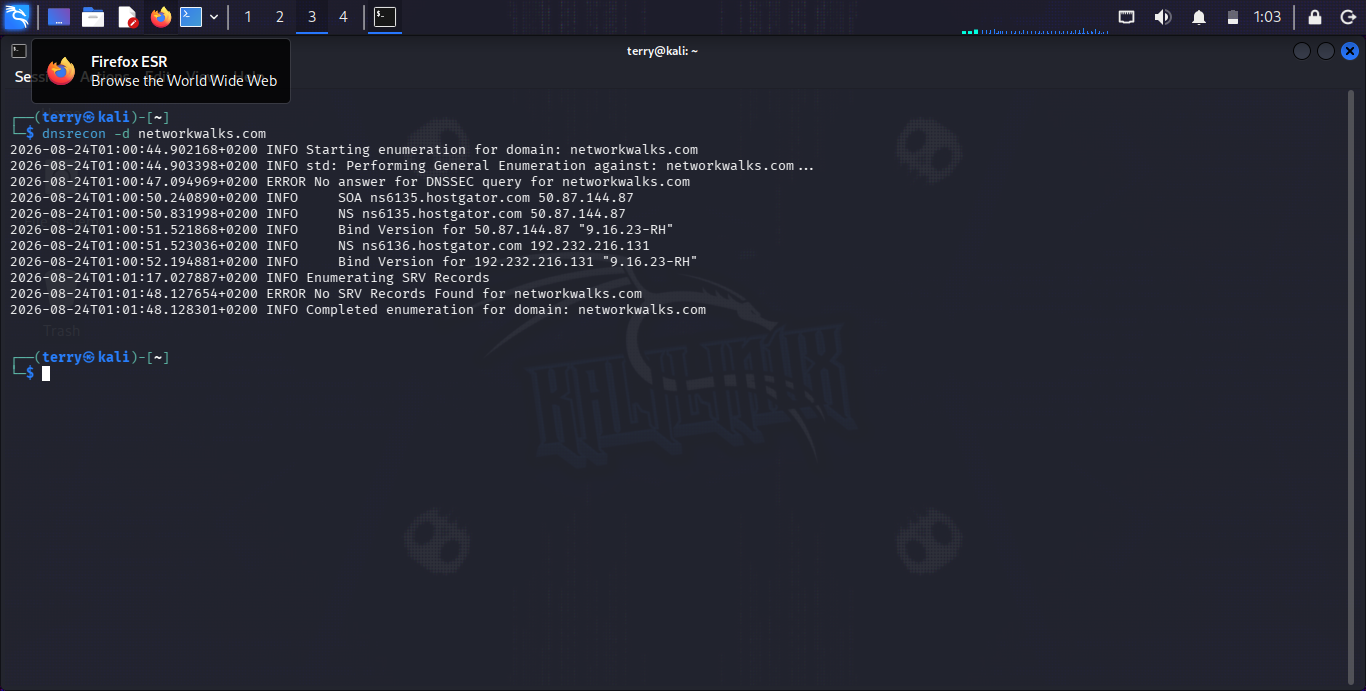 1 2 3 4 1:03
terry@kali: ~
Firefox ESR
Browse the World Wide Web
┌──(terry㉿kali)-[~]
└─$ dnsrecon -d networkwalks.com
2026-08-24T01:00:44.902168+0200 INFO Starting enumeration for domain: networkwalks.com
2026-08-24T01:00:44.903398+0200 INFO std: Performing General Enumeration against: networkwalks.com...
2026-08-24T01:00:47.094969+0200 ERROR No answer for DNSSEC query for networkwalks.com
2026-08-24T01:00:50.240890+0200 INFO     SOA ns6135.hostgator.com 50.87.144.87
2026-08-24T01:00:50.831998+0200 INFO     NS ns6135.hostgator.com 50.87.144.87
2026-08-24T01:00:51.521868+0200 INFO     Bind Version for 50.87.144.87 "9.16.23-RH"
2026-08-24T01:00:51.523036+0200 INFO     NS ns6136.hostgator.com 192.232.216.131
2026-08-24T01:00:52.194881+0200 INFO     Bind Version for 192.232.216.131 "9.16.23-RH"
2026-08-24T01:01:17.027887+0200 INFO Enumerating SRV Records
2026-08-24T01:01:48.127654+0200 ERROR No SRV Records Found for networkwalks.com
2026-08-24T01:01:48.128301+0200 INFO Completed enumeration for domain: networkwalks.com
Trash
┌──(terry㉿kali)-[~]
└─$
KALI LINUX